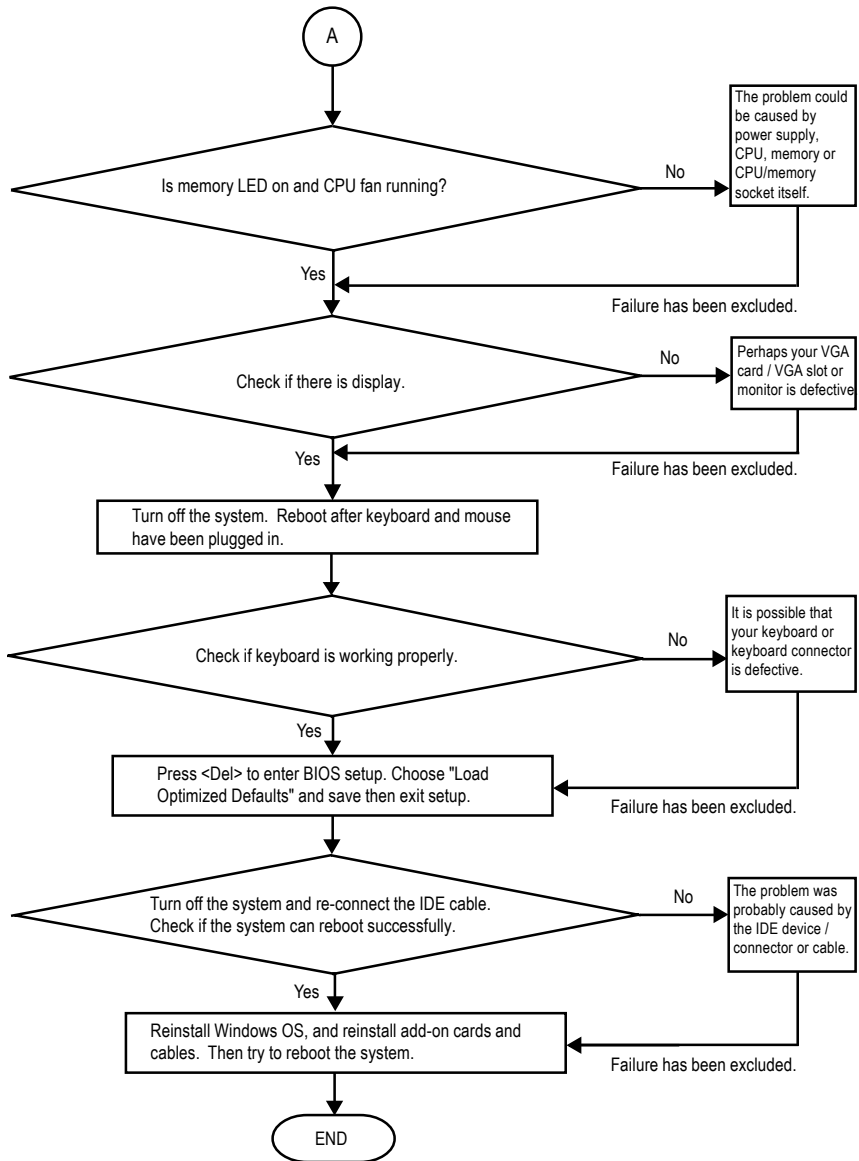 A
Is memory LED on and CPU fan running?
No
The problem could
be caused by
power supply,
CPU, memory or
CPU/memory
socket itself.
Yes
Failure has been excluded.
Check if there is display.
No
Perhaps your VGA
card / VGA slot or
monitor is defective
Yes
Failure has been excluded.
Turn off the system. Reboot after keyboard and mouse
have been plugged in.
Check if keyboard is working properly.
No
It is possible that
your keyboard or
keyboard connector
is defective.
Yes
Press <Del> to enter BIOS setup. Choose "Load
Optimized Defaults" and save then exit setup.
Failure has been excluded.
Turn off the system and re-connect the IDE cable.
Check if the system can reboot successfully.
No
The problem was
probably caused by
the IDE device /
connector or cable.
Yes
Reinstall Windows OS, and reinstall add-on cards and
cables. Then try to reboot the system.
Failure has been excluded.
END